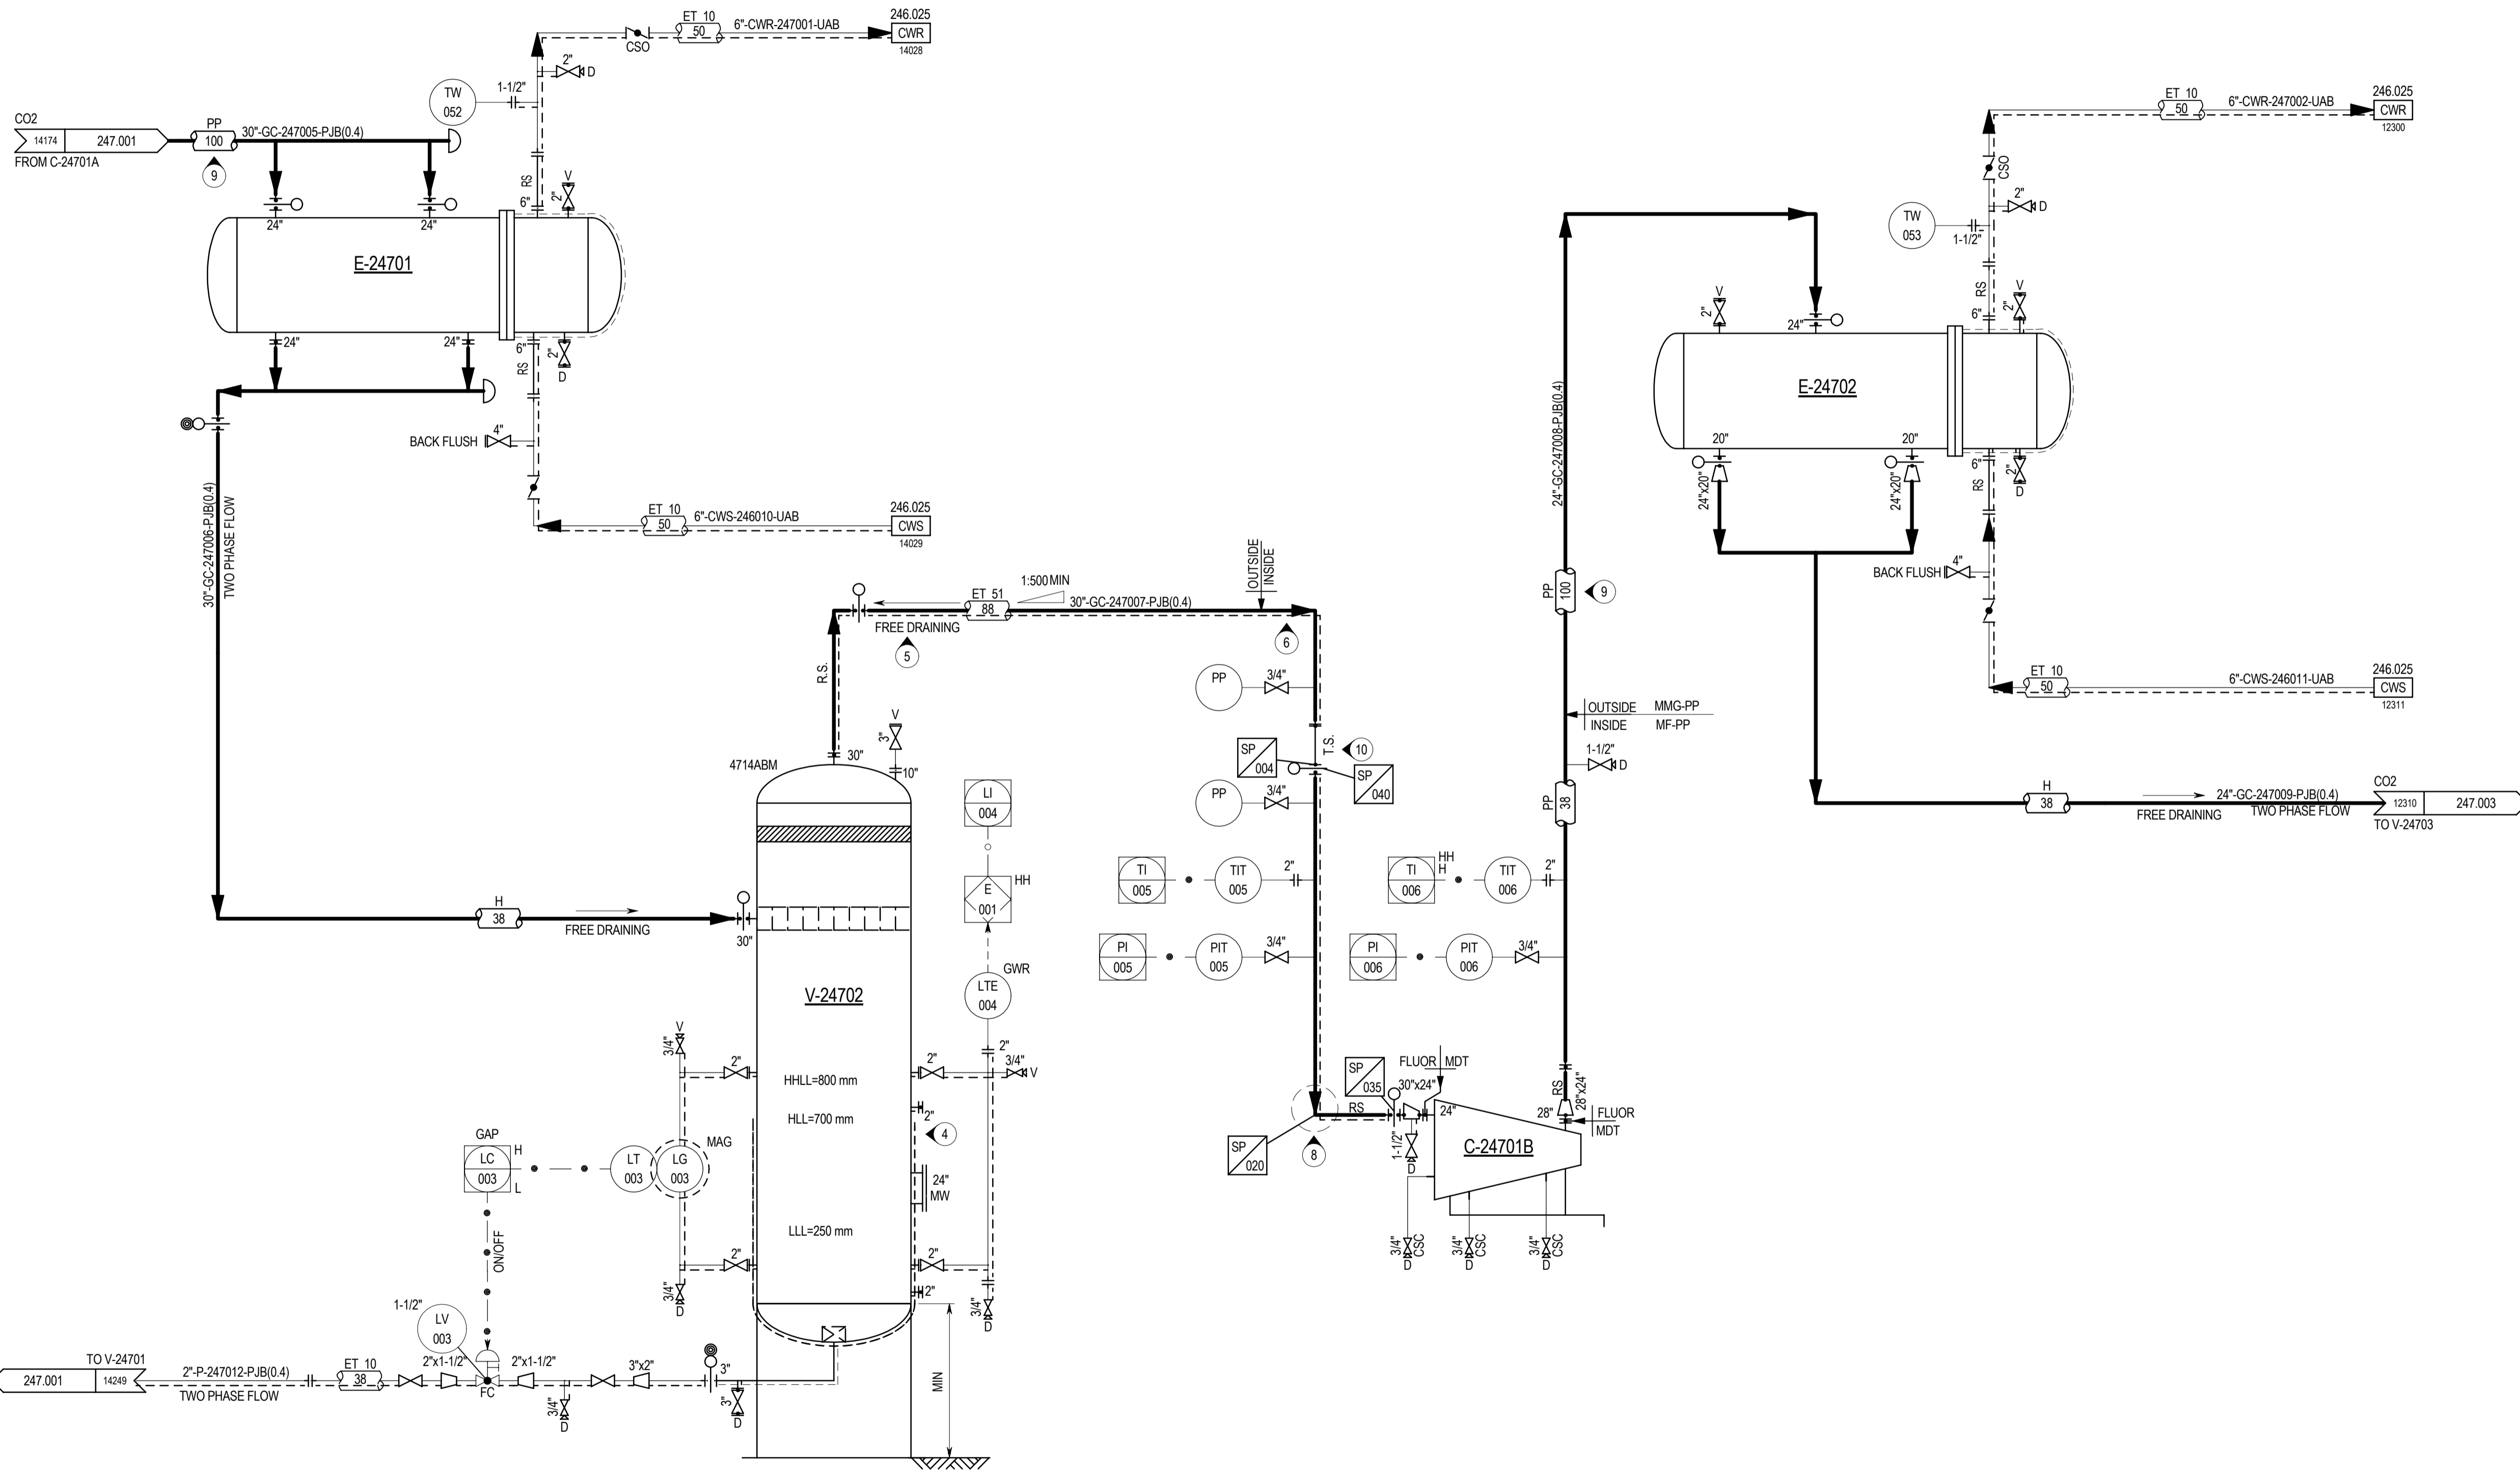 CO2
14174
247.001
FROM C-24701A
PP
100
30"-GC-247005-PJB(0.4)
9
TW
052
1-1/2"
2"
D
CSO
ET 10
50
6"-CWR-247001-UAB
246.025
CWR
14028
24"
24"
RS
6"
2"
V
E-24701
24"
24"
6"
RS
2"
D
BACK FLUSH
4"
ET 10
50
6"-CWS-246010-UAB
246.025
CWS
14029
30"-GC-247006-PJB(0.4)
TWO PHASE FLOW
H
38
FREE DRAINING
30"
R.S.
1:500 MIN
ET 51
88
30"-GC-247007-PJB(0.4)
FREE DRAINING
5
OUTSIDE
INSIDE
6
4714ABM
30"
V
3"
10"
V-24702
HHLL=800 mm
HLL=700 mm
LLL=250 mm
LI
004
E
001
HH
GWR
LTE
004
2"
3/4"
V
2"
2"
4
24"
MW
2"
2"
3/4"
D
V
3/4"
2"
MAG
LG
003
LT
003
GAP
LC
003
H
L
ON/OFF
2"
3/4"
D
1-1/2"
LV
003
TO V-24701
247.001
14249
2"-P-247012-PJB(0.4)
TWO PHASE FLOW
ET 10
38
2"x1-1/2"
FC
2"x1-1/2"
3/4"
D
3"x2"
3"
3"
D
MIN
PP
3/4"
SP
004
T.S.
10
SP
040
PP
3/4"
TI
005
TIT
005
2"
PI
005
PIT
005
3/4"
TI
006
HH
H
TIT
006
2"
PI
006
PIT
006
3/4"
SP
035
FLUOR
MDT
30"x24"
RS
24"
1-1/2"
D
SP
020
8
C-24701B
28"
RS
28"x24"
FLUOR
MDT
3/4"
CSC
D
3/4"
CSC
D
3/4"
CSC
D
24"-GC-247008-PJB(0.4)
PP
100
9
OUTSIDE
MMG-PP
INSIDE
MF-PP
1-1/2"
D
PP
38
ET 10
50
6"-CWR-247002-UAB
246.025
CWR
12300
CSO
2"
D
TW
053
1-1/2"
RS
6"
2"
V
V
2"
24"
E-24702
20"
20"
24"x20"
24"x20"
6"
RS
2"
D
BACK FLUSH
4"
ET 10
50
6"-CWS-246011-UAB
246.025
CWS
12311
H
38
FREE DRAINING
24"-GC-247009-PJB(0.4)
TWO PHASE FLOW
CO2
12310
247.003
TO V-24703